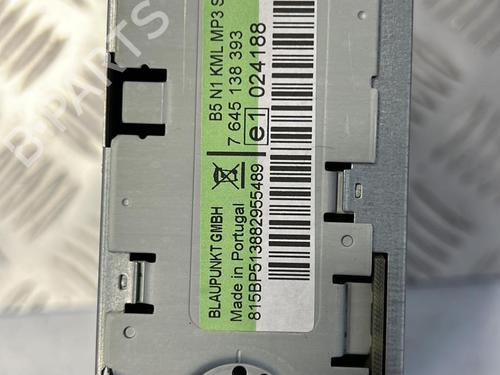 B5 N1 KML MP3 S
7 645 138 393
e1 024188
BLAUPUNKT GMBH
Made in Portugal
815BP513882955489
B-PARTS